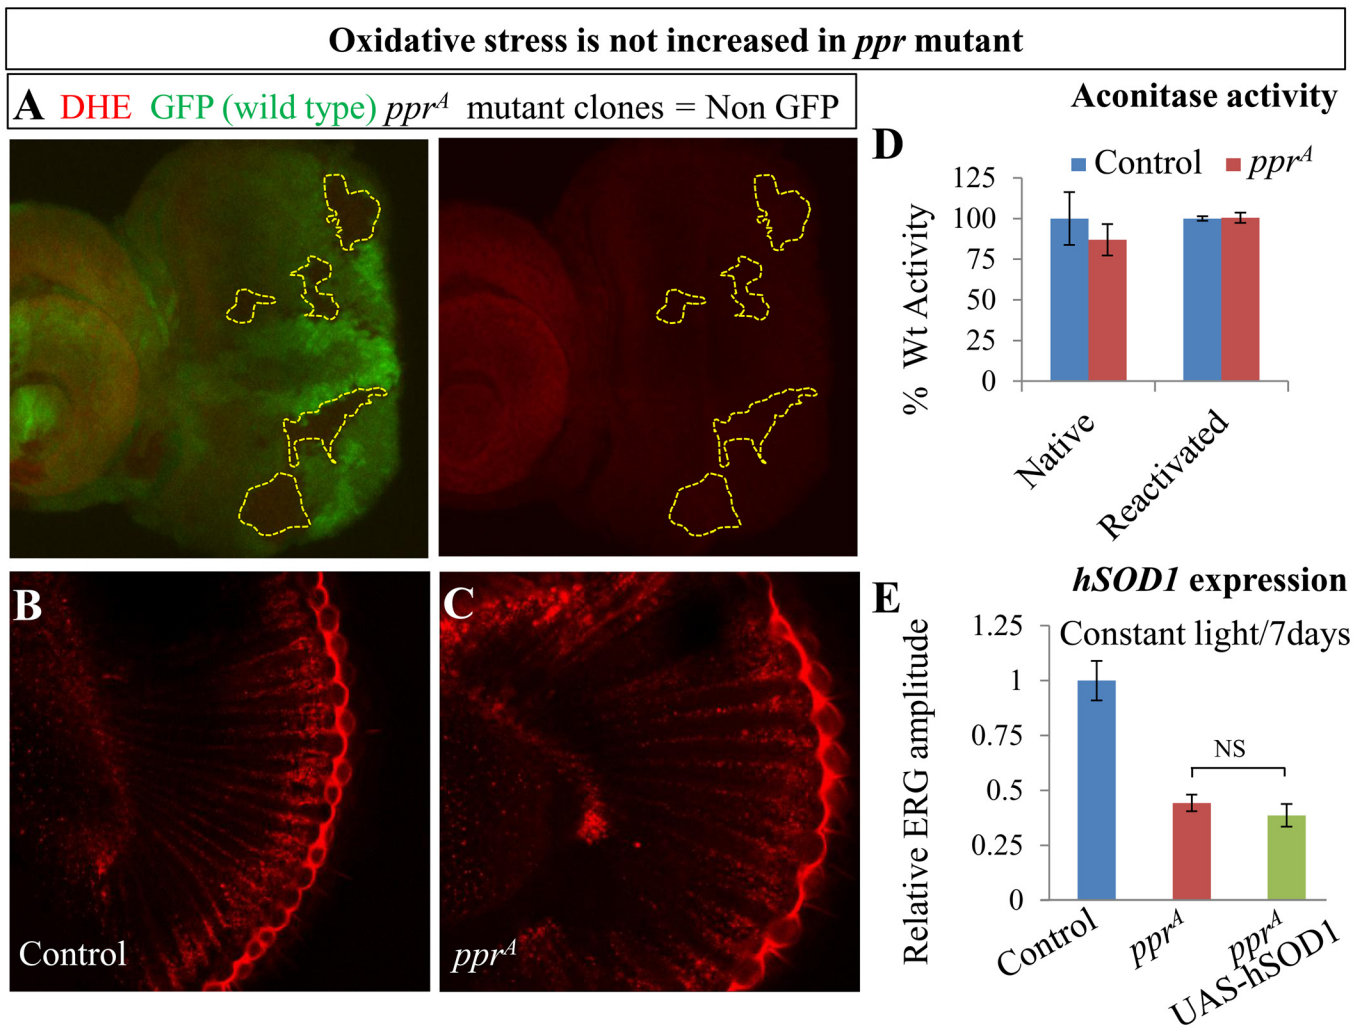 Oxidative stress is not increased in ppr mutant
A DHE GFP (wild type) pprA mutant clones = Non GFP
B
Control
C
pprA
Aconitase activity
D
Control pprA
% Wt Activity
125
100
75
50
25
0
Native
Reactivated
hSOD1 expression
E
Constant light/7days
Relative ERG amplitude
1.25
1
0.75
0.5
0.25
0
NS
Control
pprA
pprA
UAS-hSOD1